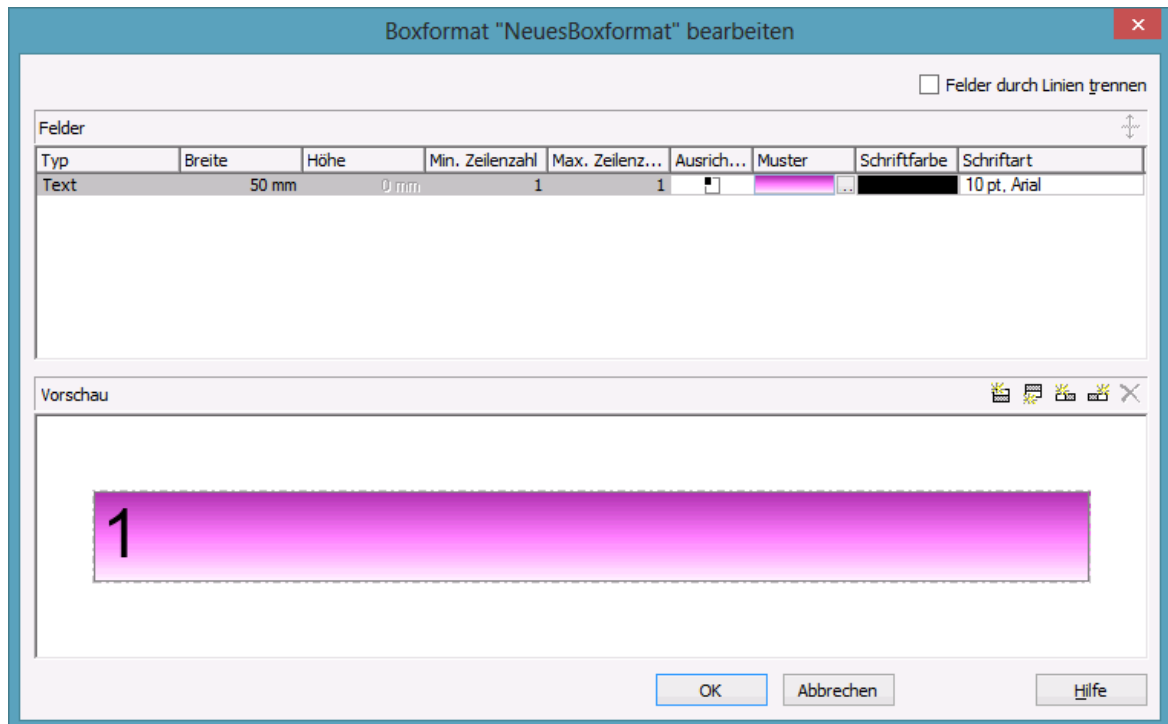 Boxformat "NeuesBoxformat" bearbeiten
Felder durch Linien trennen
Felder
Typ Breite Höhe Min. Zeilenzahl Max. Zeilenz... Ausrich... Muster Schriftfarbe Schriftart
Text 50 mm 0 mm 1 1 .. 10 pt, Arial
Vorschau
1
OK Abbrechen Hilfe